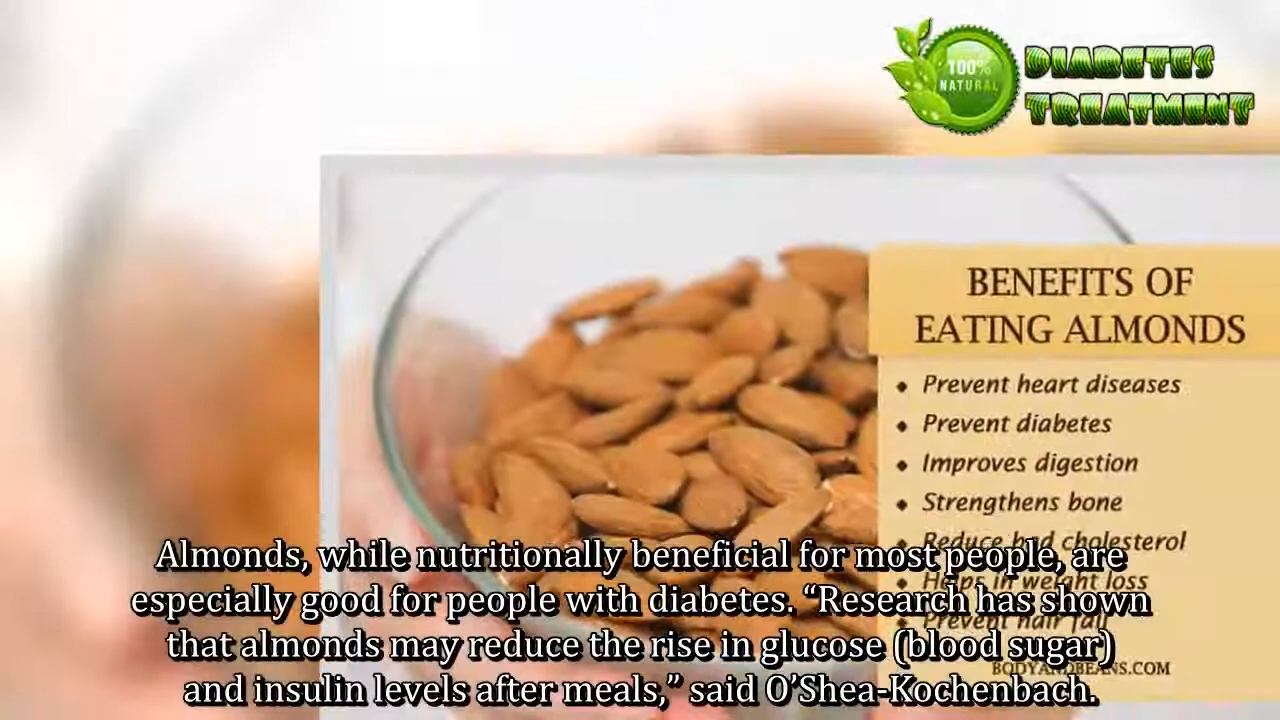 100%
NATURAL
DIABETES
TREATMENT
BENEFITS OF
EATING ALMONDS
Prevent heart diseases
Prevent diabetes
Improves digestion
Strengthens bone
Reduce bad cholesterol
Helps in weight loss
Prevent hair fall
BODYANDBEANS.COM
Almonds, while nutritionally beneficial for most people, are
especially good for people with diabetes. “Research has shown
that almonds may reduce the rise in glucose (blood sugar)
and insulin levels after meals,” said O’Shea-Kochenbach.